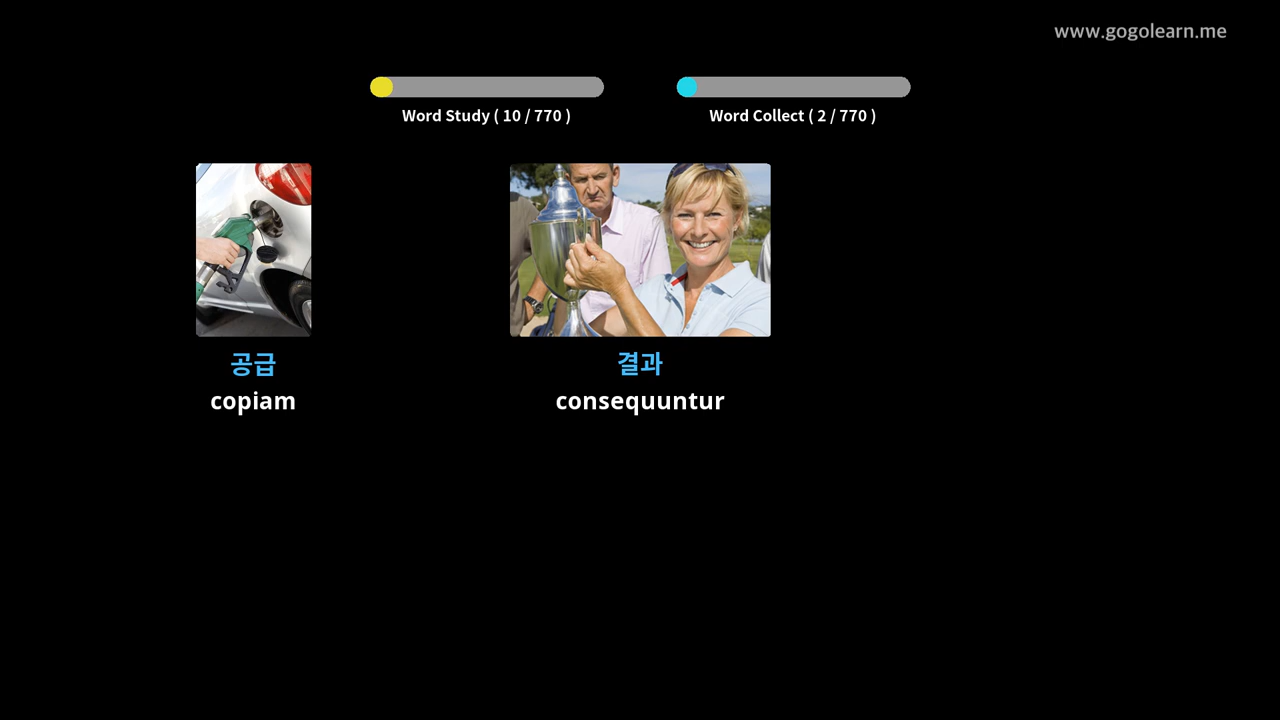 www.gogolearn.me
Word Study ( 10 / 770 )
Word Collect ( 2 / 770 )
공급
copiam
결과
consequuntur